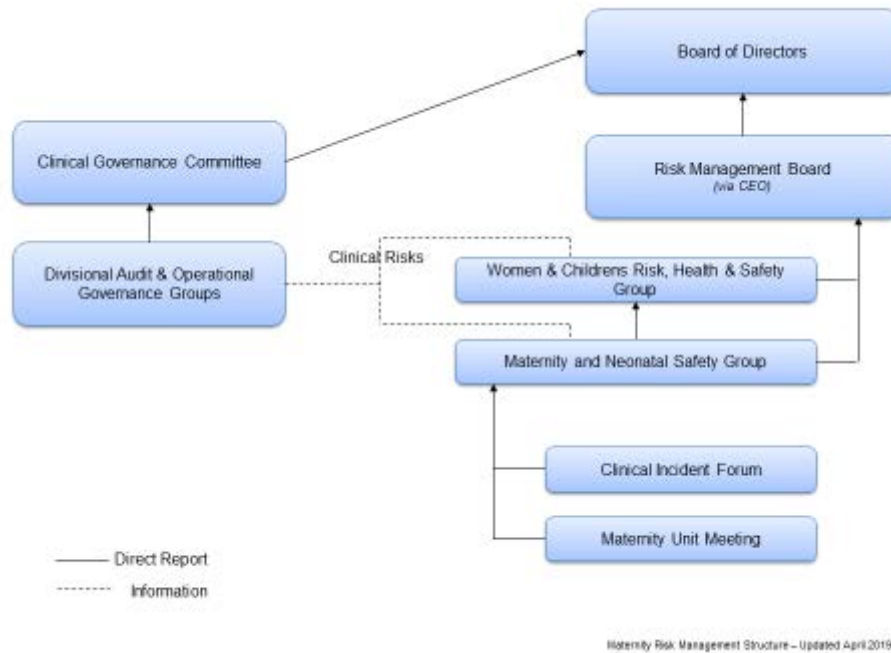 Board of Directors
Clinical Governance Committee
Risk Management Board
(via CEO)
Divisional Audit & Operational
Governance Groups
Clinical Risks
Women & Childrens Risk, Health & Safety
Group
Maternity and Neonatal Safety Group
Clinical Incident Forum
Maternity Unit Meeting
Direct Report
Information
Maternity Risk Management Structure – Updated April 2019